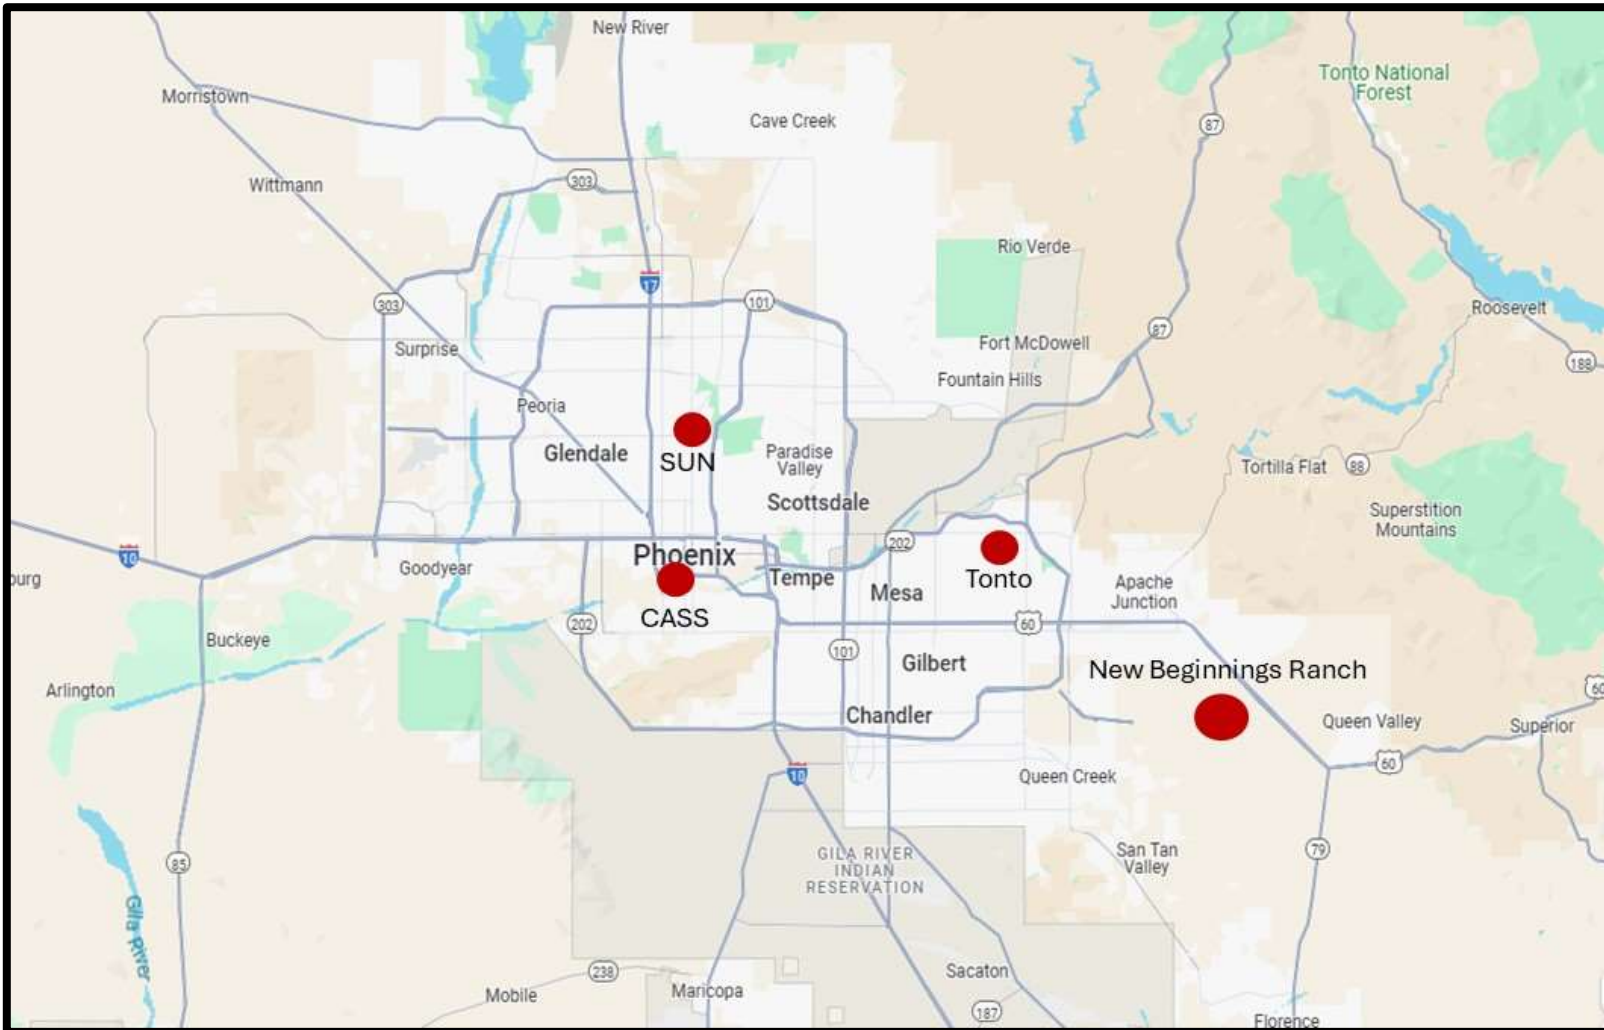 New River
Tonto National
Forest
Morristown
Cave Creek
87
Wittmann
303
Rio Verde
17
303
101
Roosevelt
87
Fort McDowell
Surprise
188
Fountain Hills
Peoria
Glendale
SUN
Paradise
Valley
Tortilla Flat
88
Scottsdale
Superstition
Mountains
202
10
Phoenix
Goodyear
Tempe
Tonto
urg
Mesa
Apache
Junction
CASS
202
60
Buckeye
101
Gilbert
New Beginnings Ranch
Arlington
60
Chandler
Queen Valley
Superior
60
10
Queen Creek
85
GILA RIVER
INDIAN
RESERVATION
San Tan
Valley
79
Gila River
238
Sacaton
Mobile
Maricopa
187
Florence